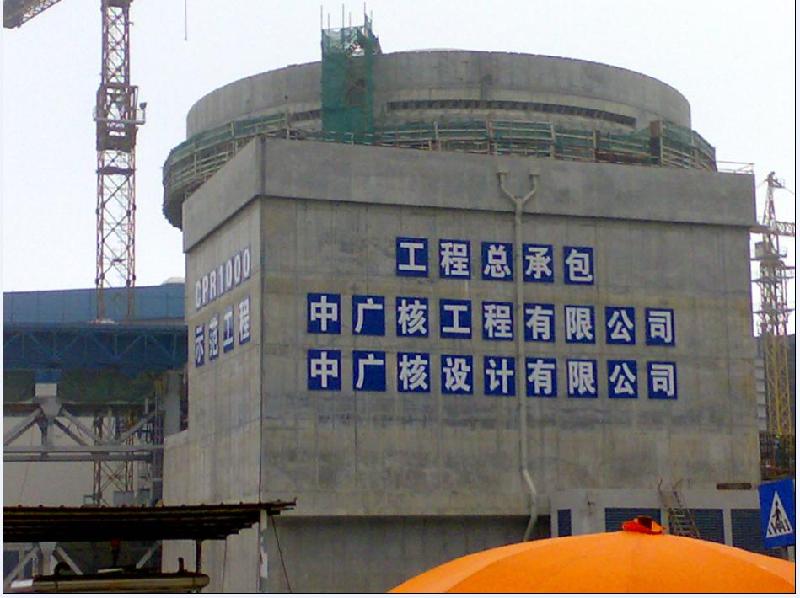 CPR1000
示范工程
工程总承包
中广核工程有限公司
中广核设计有限公司